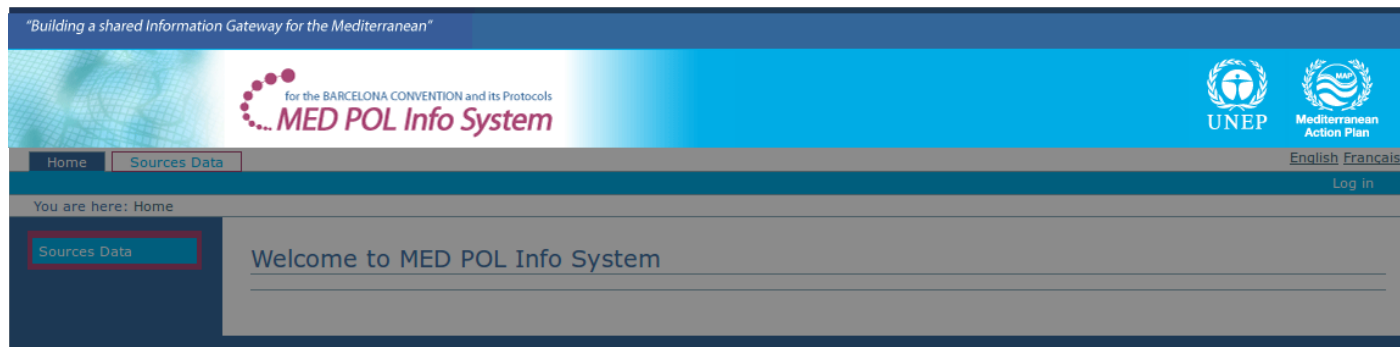 “Building a shared Information Gateway for the Mediterranean”
for the BARCELONA CONVENTION and its Protocols
MED POL Info System
UNEP
MAP
Mediterranean
Action Plan
Home Sources Data English Français
Log in
You are here: Home
Sources Data
Welcome to MED POL Info System